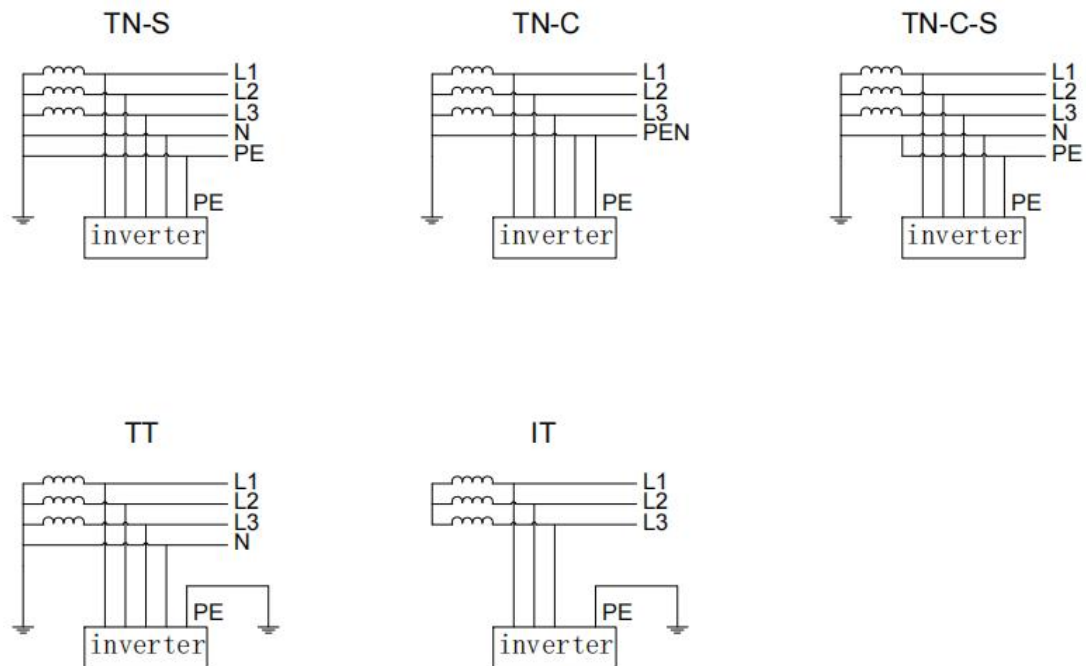 TN-S
L1
L2
L3
N
PE
PE
inverter
TN-C
L1
L2
L3
PEN
PE
inverter
TN-C-S
L1
L2
L3
N
PE
PE
inverter
TT
L1
L2
L3
N
PE
inverter
IT
L1
L2
L3
PE
inverter